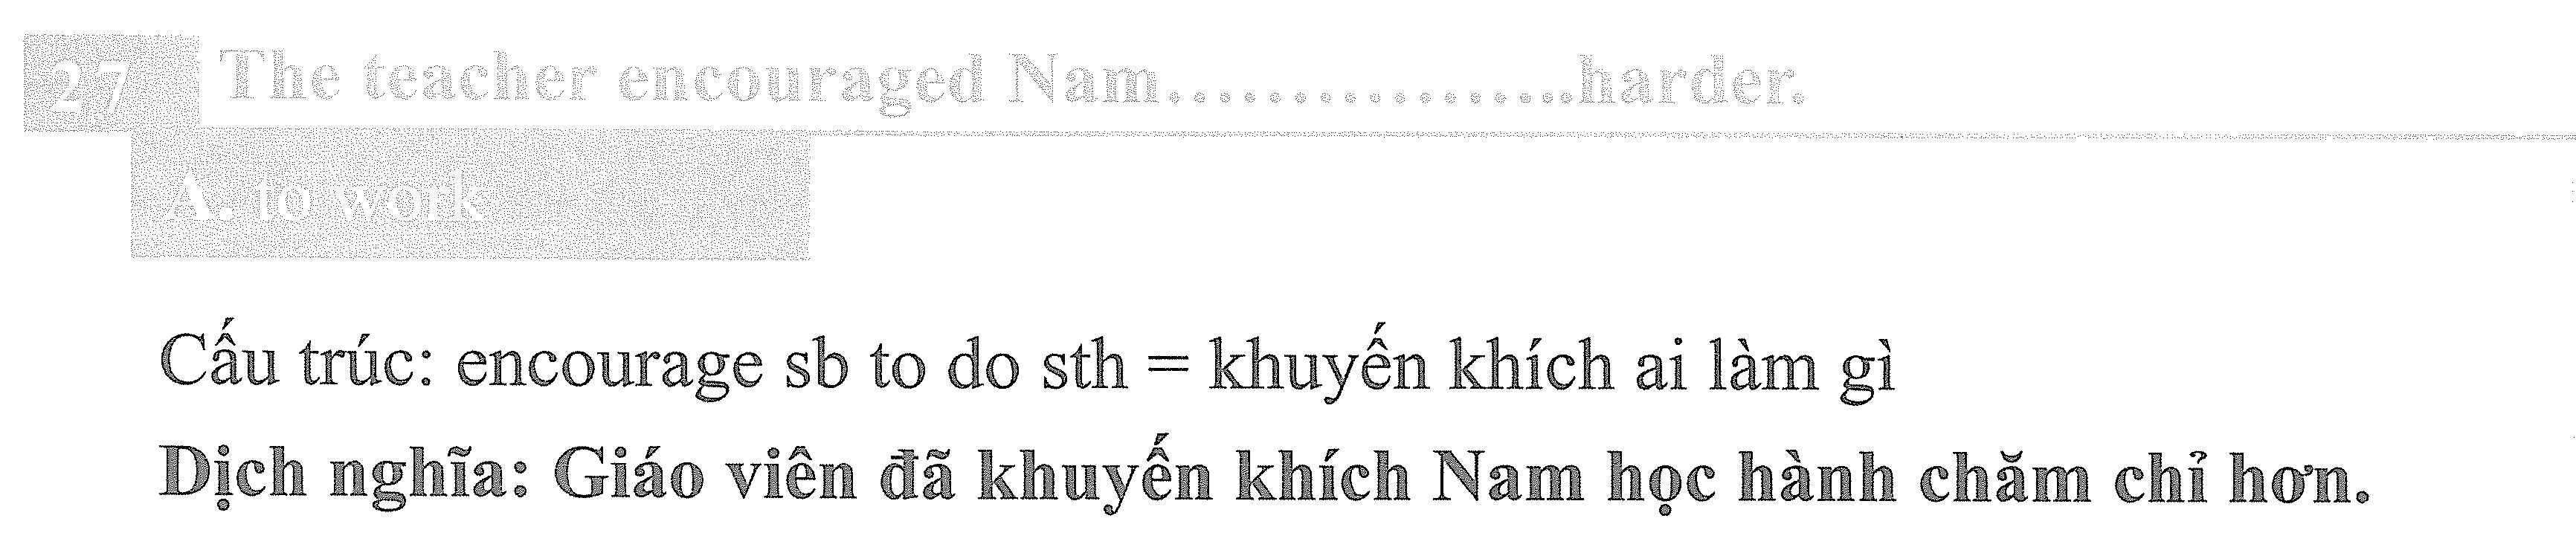 27 The teacher encouraged Nam………………..harder.
A. to work
Cấu trúc: encourage sb to do sth = khuyến khích ai làm gì
Dịch nghĩa: Giáo viên đã khuyến khích Nam học hành chăm chỉ hơn.